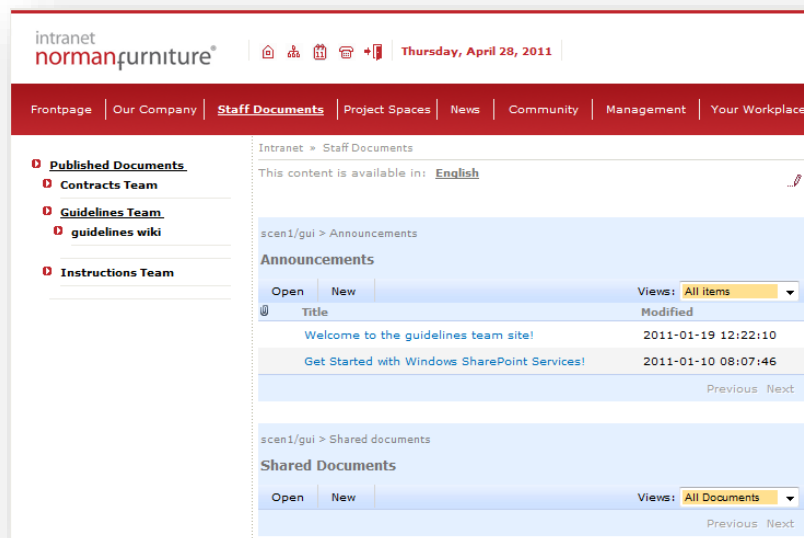 intranet
normanfurniture®
11
Thursday, April 28, 2011
Frontpage Our Company Staff Documents Project Spaces News Community Management Your Workplace
Intranet » Staff Documents
This content is available in: English
Published Documents
Contracts Team
Guidelines Team
guidelines wiki
Instructions Team
scen1/gui > Announcements
Announcements
Open New Views: All items
Title Modified
Welcome to the guidelines team site! 2011-01-19 12:22:10
Get Started with Windows SharePoint Services! 2011-01-10 08:07:46
Previous Next
scen1/gui > Shared documents
Shared Documents
Open New Views: All Documents
Previous Next